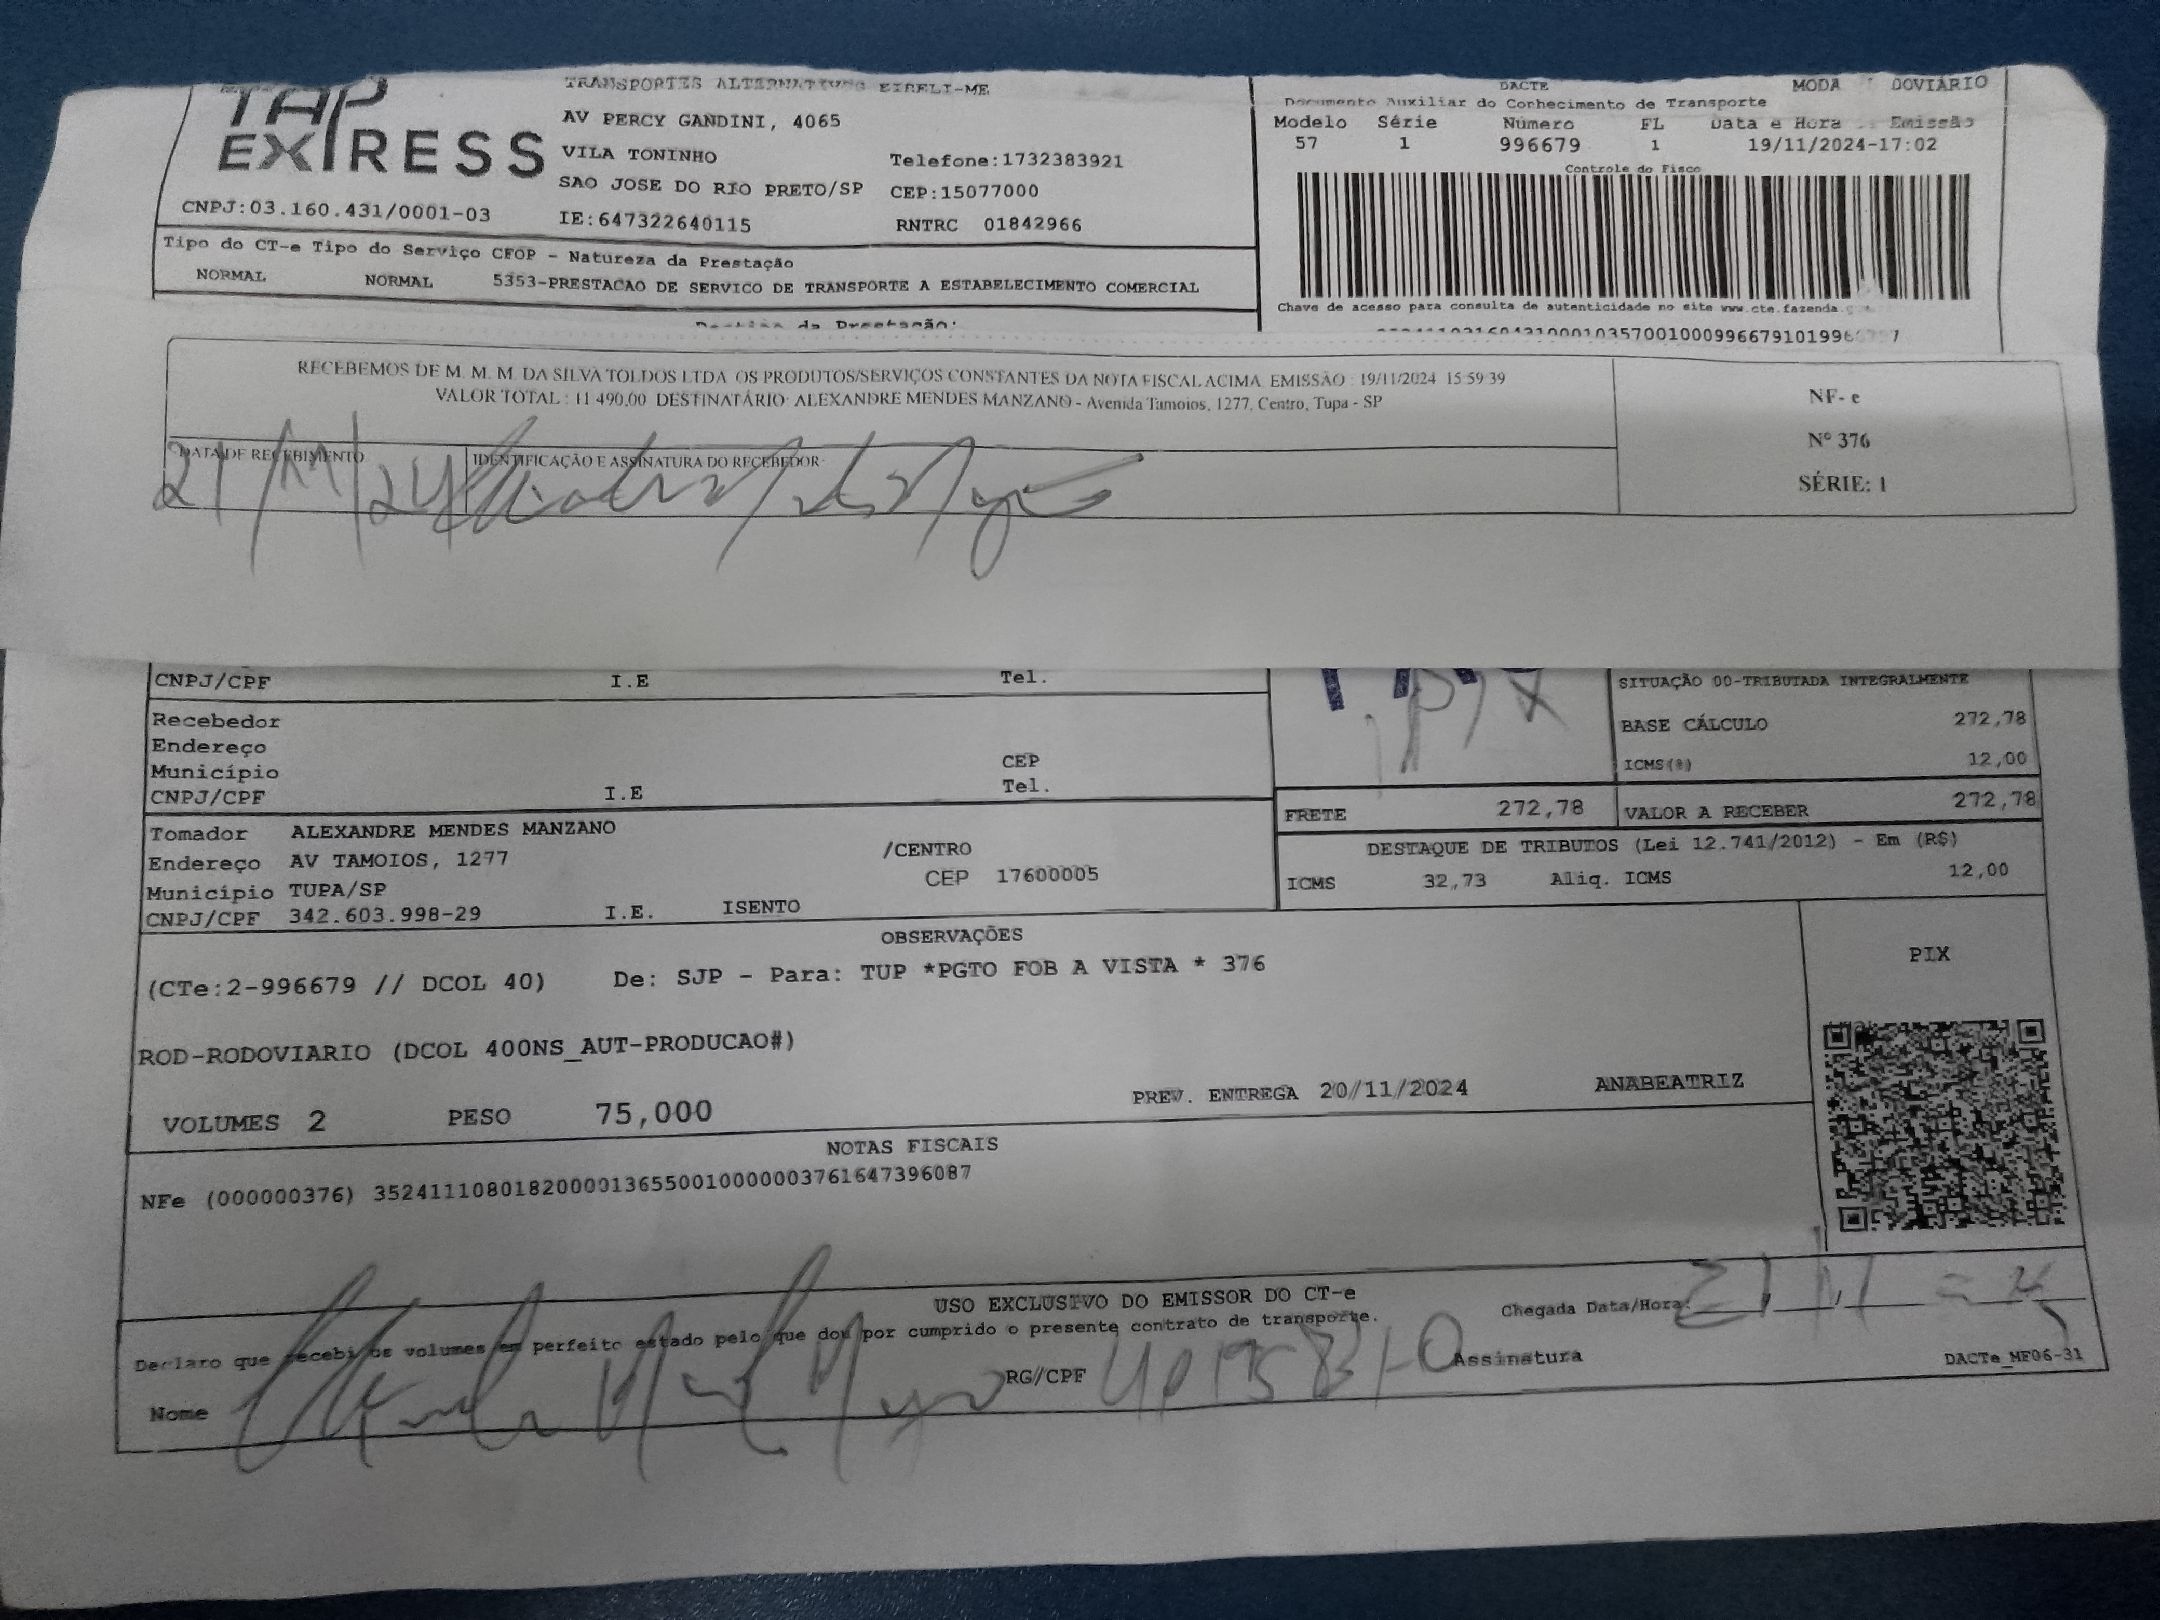 TAP
EXPRESS
TRANSPORTES ALTERNATIVOS EIRELI-ME
AV PERCY GANDINI, 4065
VILA TONINHO Telefone:1732383921
SAO JOSE DO RIO PRETO/SP CEP:15077000
CNPJ:03.160.431/0001-03 IE:647322640115 RNTRC 01842966
Tipo do CT-e Tipo do Serviço CFOP - Natureza da Prestação
NORMAL NORMAL 5353-PRESTACAO DE SERVICO DE TRANSPORTE A ESTABELECIMENTO COMERCIAL
DACTE MODA DOVIÁRIO
Documento Auxiliar do Conhecimento de Transporte
Modelo Série Número FL Data e Hora Emissão
57 1 996679 1 19/11/2024-17:02
Controle do Fisco
Chave de acesso para consulta de autenticidade no site www.cte.fazenda.
da Prestação:
RECEBEMOS DE M. M. M. DA SILVA TOLDOS LTDA OS PRODUTOS/SERVIÇOS CONSTANTES DA NOTA FISCAL ACIMA. EMISSÃO : 19/11/2024 15:59:39
VALOR TOTAL : 11.490,00 DESTINATÁRIO: ALEXANDRE MENDES MANZANO - Avenida Tamoios, 1277, Centro, Tupa - SP
NF- e
Nº 376
SÉRIE: 1
DATA DE RECEBIMENTO IDENTIFICAÇÃO E ASSINATURA DO RECEBEDOR
21/11/24
CNPJ/CPF I.E Tel.
Recebedor
Endereço
Município CEP
CNPJ/CPF I.E Tel.
SITUAÇÃO 00-TRIBUTADA INTEGRALMENTE
BASE CÁLCULO 272,78
ICMS(%) 12,00
FRETE 272,78 VALOR A RECEBER 272,78
Tomador ALEXANDRE MENDES MANZANO
Endereço AV TAMOIOS, 1277 /CENTRO
Município TUPA/SP CEP 17600005
CNPJ/CPF 342.603.998-29 I.E. ISENTO
DESTAQUE DE TRIBUTOS (Lei 12.741/2012) - Em (R$)
ICMS 32,73 Aliq. ICMS 12,00
OBSERVAÇÕES
(CTe:2-996679 // DCOL 40) De: SJP - Para: TUP *PGTO FOB A VISTA * 376
PIX
ROD-RODOVIARIO (DCOL 400NS_AUT-PRODUCAO#)
VOLUMES 2 PESO 75,000 PREV. ENTREGA 20/11/2024 ANABEATRIZ
NOTAS FISCAIS
NFe (000000376) 35241110801820000136550010000003761647396087
USO EXCLUSIVO DO EMISSOR DO CT-e
Declaro que recebi os volumes em perfeito estado pelo que dou por cumprido o presente contrato de transporte.
Chegada Data/Hora:
Nome RG//CPF Assinatura DACTe_MF06-31